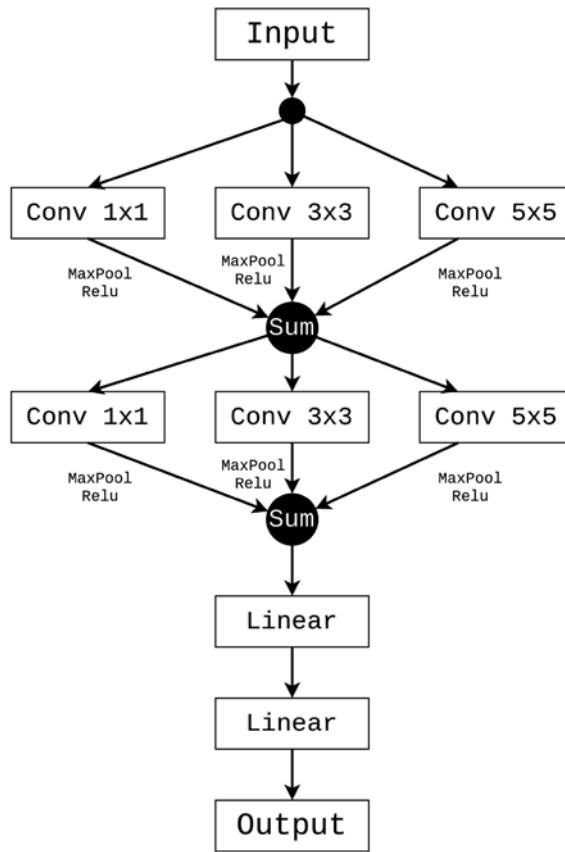 Input
Conv 1x1
Conv 3x3
Conv 5x5
MaxPool
Relu
MaxPool
Relu
MaxPool
Relu
Sum
Conv 1x1
Conv 3x3
Conv 5x5
MaxPool
Relu
MaxPool
Relu
MaxPool
Relu
Sum
Linear
Linear
Output